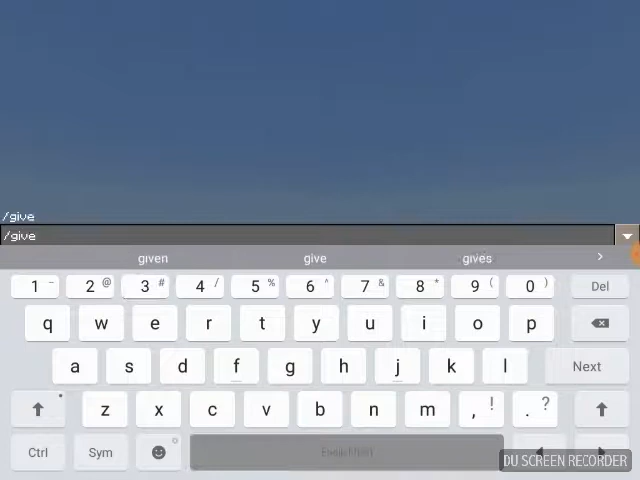 /give
/give
given give gives
1 - 2 @ 3 # 4 / 5 % 6 ^ 7 & 8 * 9 ( 0 ) Del
q w e r t y u i o p
a s d f g h j k l Next
z x c v b n m , ! . ?
Ctrl Sym
DU SCREEN RECORDER